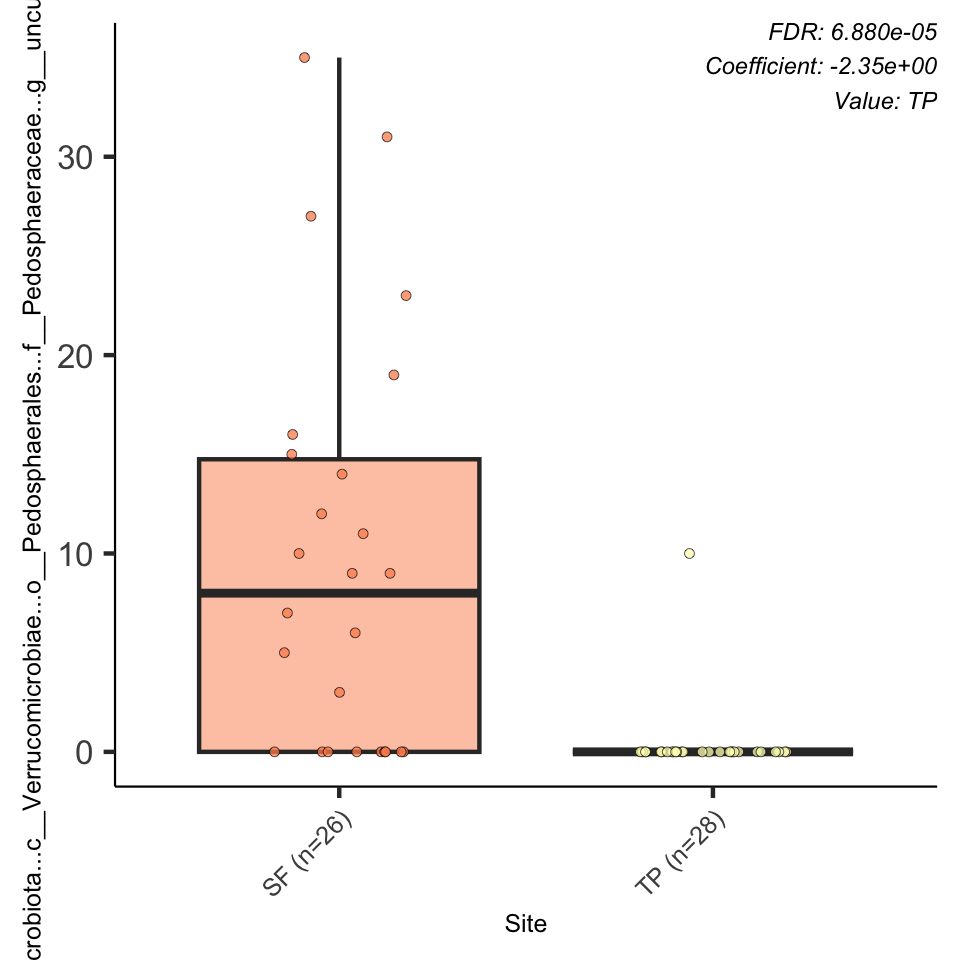 FDR: 6.880e-05
Coefficient: -2.35e+00
Value: TP
crobiota...c__Verrucomicrobiae...o__Pedosphaerales...f__Pedosphaeraceae...g__uncu
30
20
10
0
SF (n=26)
TP (n=28)
Site